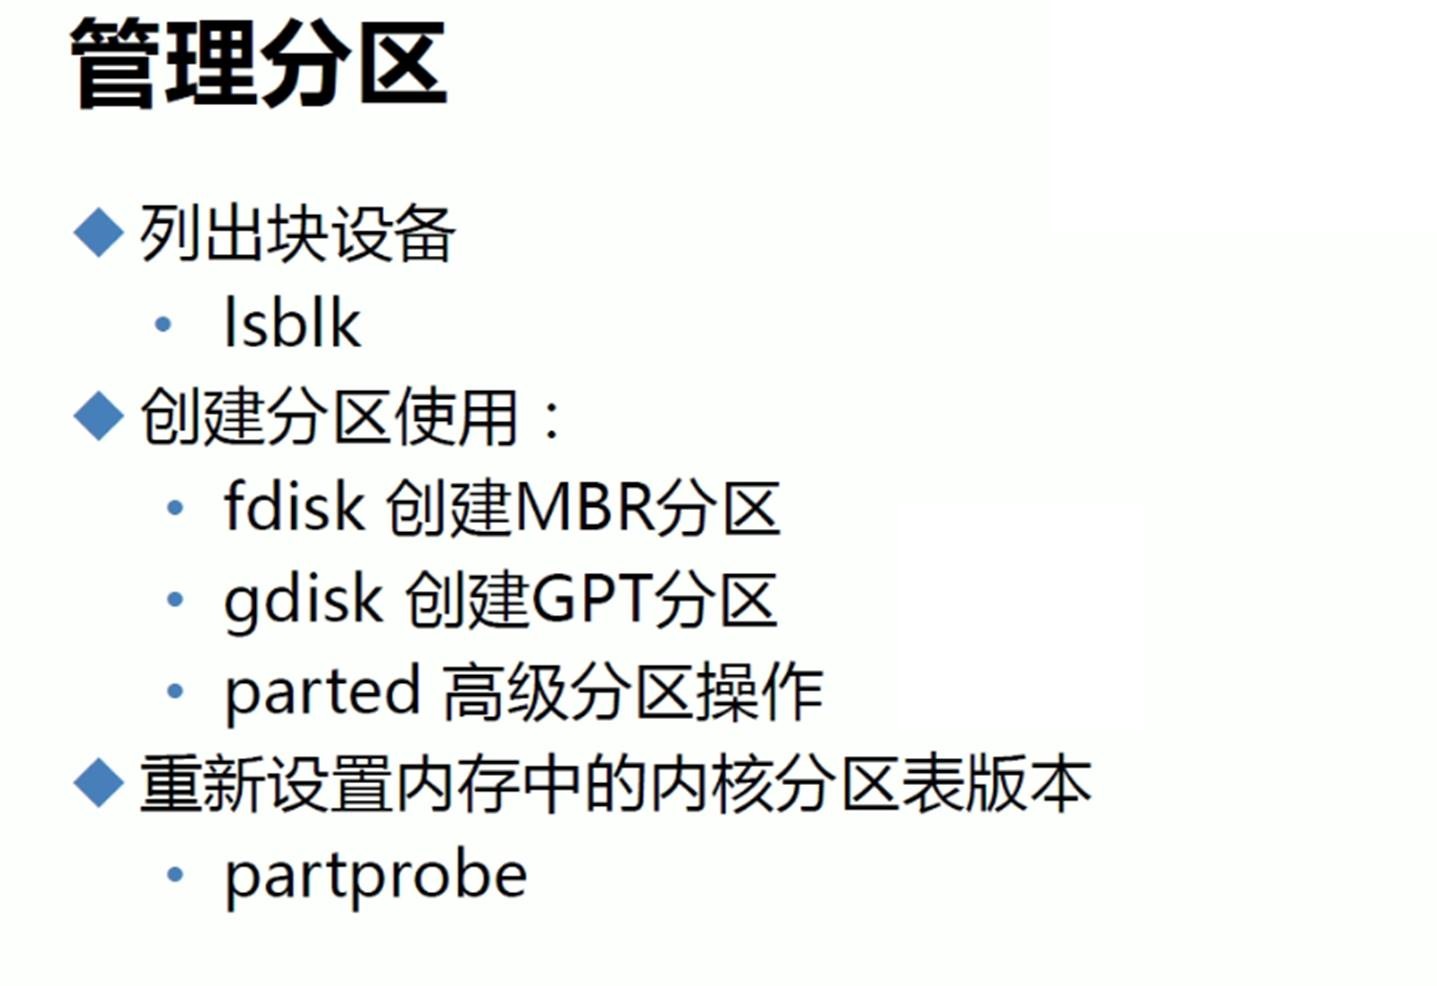 管理分区
列出块设备
lsblk
创建分区使用：
fdisk 创建MBR分区
gdisk 创建GPT分区
parted 高级分区操作
重新设置内存中的内核分区表版本
partprobe